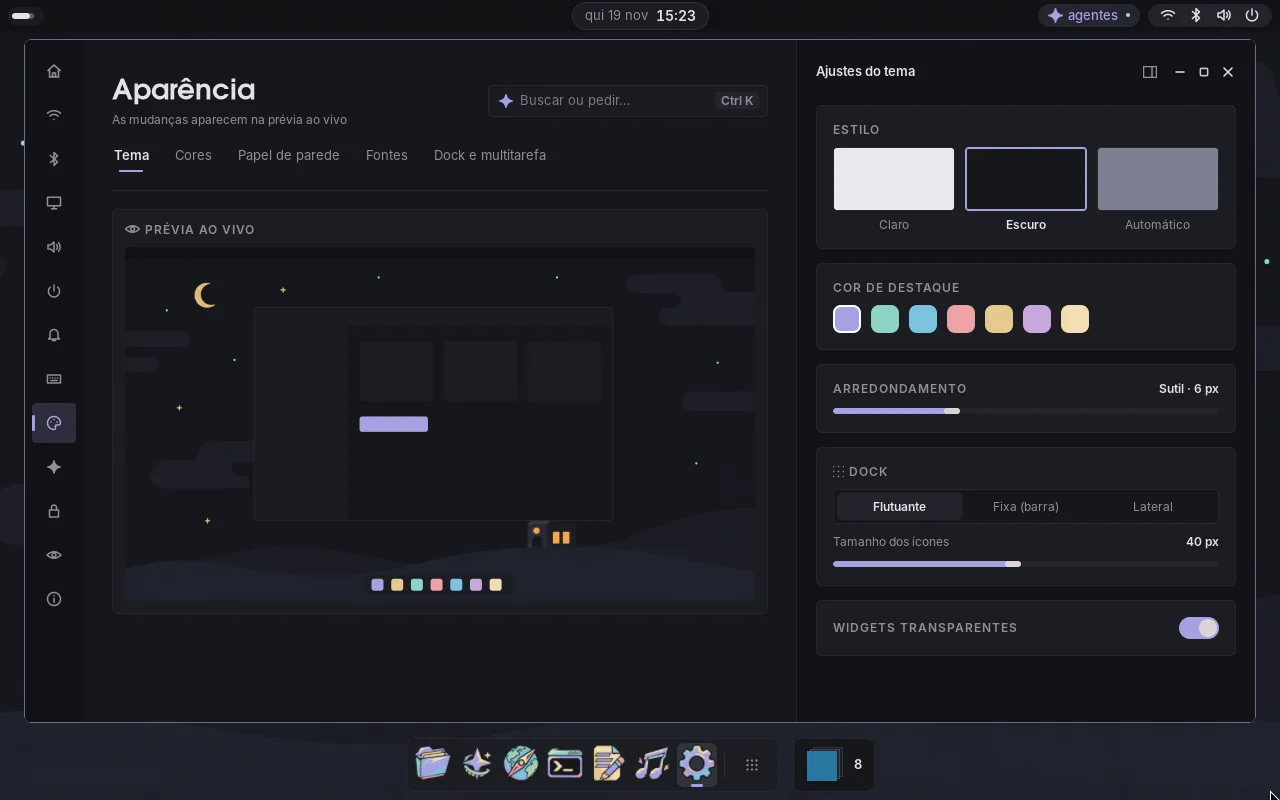 qui 19 nov 15:23
agentes
Aparência
As mudanças aparecem na prévia ao vivo
Buscar ou pedir...
Ctrl K
Tema
Cores
Papel de parede
Fontes
Dock e multitarefa
PRÉVIA AO VIVO
Ajustes do tema
ESTILO
Claro
Escuro
Automático
COR DE DESTAQUE
ARREDONDAMENTO
Sutil · 6 px
DOCK
Flutuante
Fixa (barra)
Lateral
Tamanho dos ícones
40 px
WIDGETS TRANSPARENTES
8